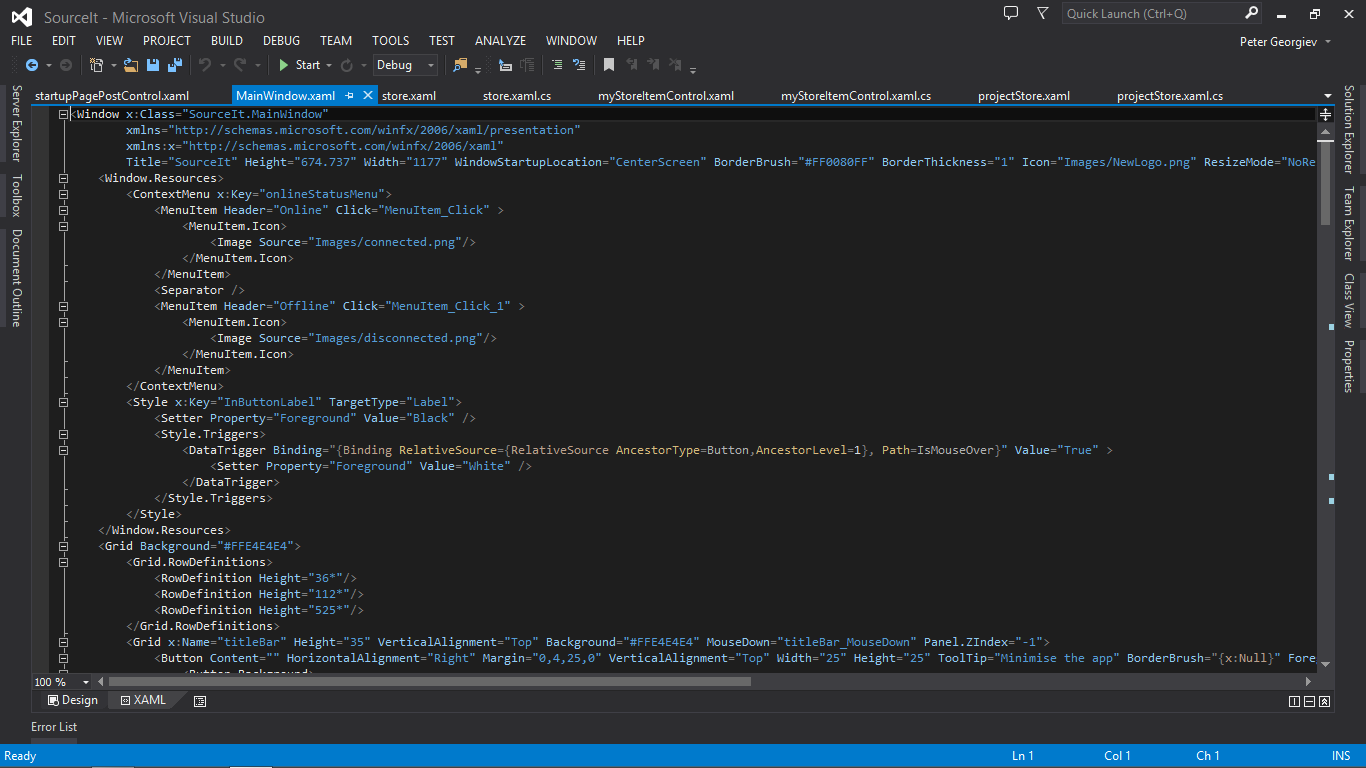 SourceIt - Microsoft Visual Studio
Quick Launch (Ctrl+Q)
FILE EDIT VIEW PROJECT BUILD DEBUG TEAM TOOLS TEST ANALYZE WINDOW HELP
Peter Georgiev
Start Debug
startupPagePostControl.xaml MainWindow.xaml store.xaml store.xaml.cs myStoreItemControl.xaml myStoreItemControl.xaml.cs projectStore.xaml projectStore.xaml.cs
Server Explorer
Toolbox
Document Outline
<Window x:Class="SourceIt.MainWindow"
xmlns="http://schemas.microsoft.com/winfx/2006/xaml/presentation"
xmlns:x="http://schemas.microsoft.com/winfx/2006/xaml"
Title="SourceIt" Height="674.737" Width="1177" WindowStartupLocation="CenterScreen" BorderBrush="#FF0080FF" BorderThickness="1" Icon="Images/NewLogo.png" ResizeMode="NoRe
<Window.Resources>
<ContextMenu x:Key="onlineStatusMenu">
<MenuItem Header="Online" Click="MenuItem_Click" >
<MenuItem.Icon>
<Image Source="Images/connected.png"/>
</MenuItem.Icon>
</MenuItem>
<Separator />
<MenuItem Header="Offline" Click="MenuItem_Click_1" >
<MenuItem.Icon>
<Image Source="Images/disconnected.png"/>
</MenuItem.Icon>
</MenuItem>
</ContextMenu>
<Style x:Key="InButtonLabel" TargetType="Label">
<Setter Property="Foreground" Value="Black" />
<Style.Triggers>
<DataTrigger Binding="{Binding RelativeSource={RelativeSource AncestorType=Button,AncestorLevel=1}, Path=IsMouseOver}" Value="True" >
<Setter Property="Foreground" Value="White" />
</DataTrigger>
</Style.Triggers>
</Style>
</Window.Resources>
<Grid Background="#FFE4E4E4">
<Grid.RowDefinitions>
<RowDefinition Height="36*"/>
<RowDefinition Height="112*"/>
<RowDefinition Height="525*"/>
</Grid.RowDefinitions>
<Grid x:Name="titleBar" Height="35" VerticalAlignment="Top" Background="#FFE4E4E4" MouseDown="titleBar_MouseDown" Panel.ZIndex="-1">
<Button Content="" HorizontalAlignment="Right" Margin="0,4,25,0" VerticalAlignment="Top" Width="25" Height="25" ToolTip="Minimise the app" BorderBrush="{x:Null}" Fore
<Button.Background>
Solution Explorer
Team Explorer
Class View
Properties
100 %
Design XAML
Error List
Ready Ln 1 Col 1 Ch 1 INS